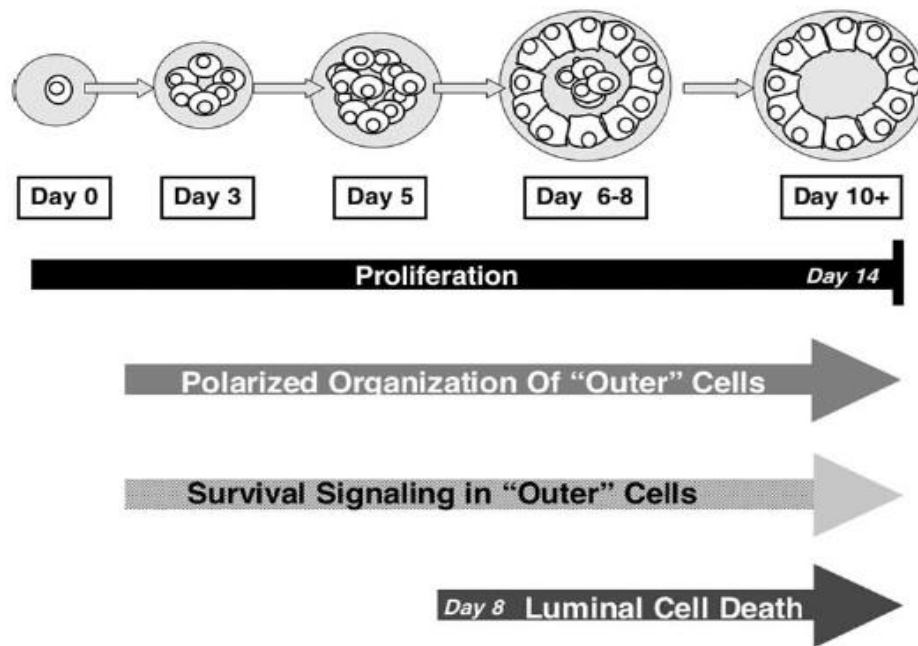 Day 0 Day 3 Day 5 Day  6-8 Day 10+
Proliferation Day 14
Polarized Organization Of “Outer” Cells
Survival Signaling in “Outer” Cells
Day 8 Luminal Cell Death